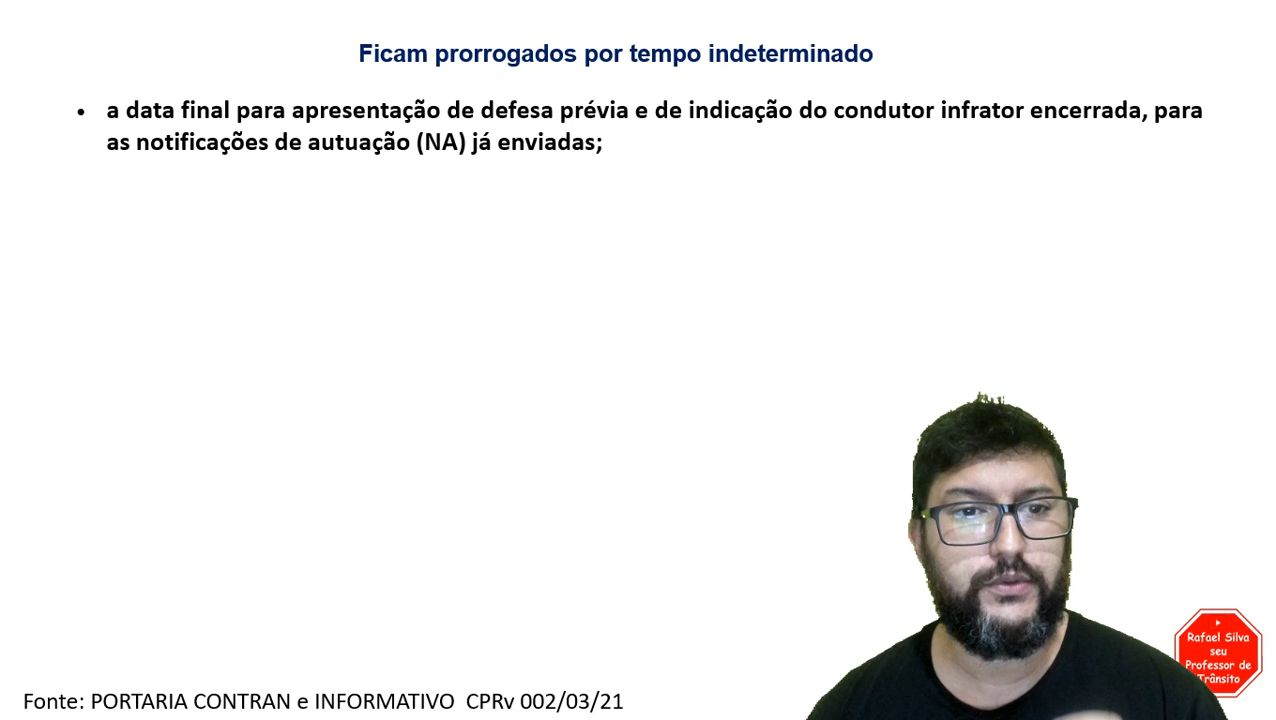 Ficam prorrogados por tempo indeterminado
• a data final para apresentação de defesa prévia e de indicação do condutor infrator encerrada, para
as notificações de autuação (NA) já enviadas;
Rafael Silva
seu
Professor de
Trânsito
Fonte: PORTARIA CONTRAN e INFORMATIVO CPRv 002/03/21